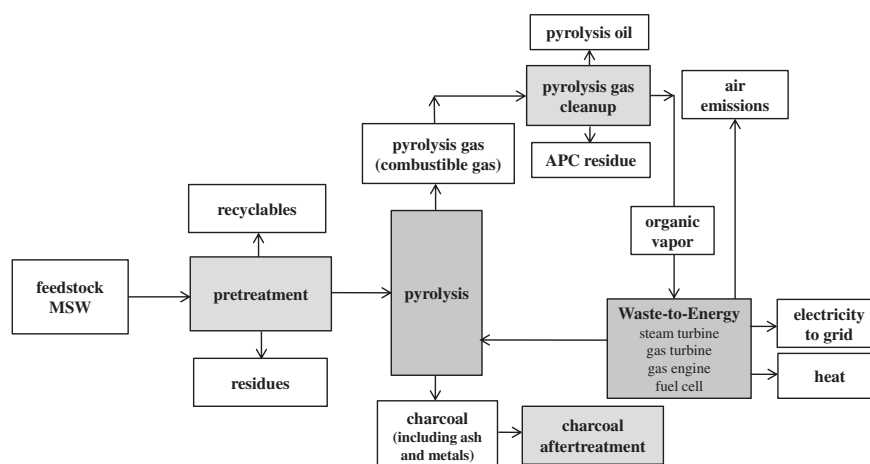 pyrolysis oil
pyrolysis gas
cleanup
air
emissions
pyrolysis gas
(combustible gas)
APC residue
recyclables
organic
vapor
feedstock
MSW
pretreatment
pyrolysis
Waste-to-Energy
steam turbine
gas turbine
gas engine
fuel cell
electricity
to grid
heat
residues
charcoal
(including ash
and metals)
charcoal
aftertreatment